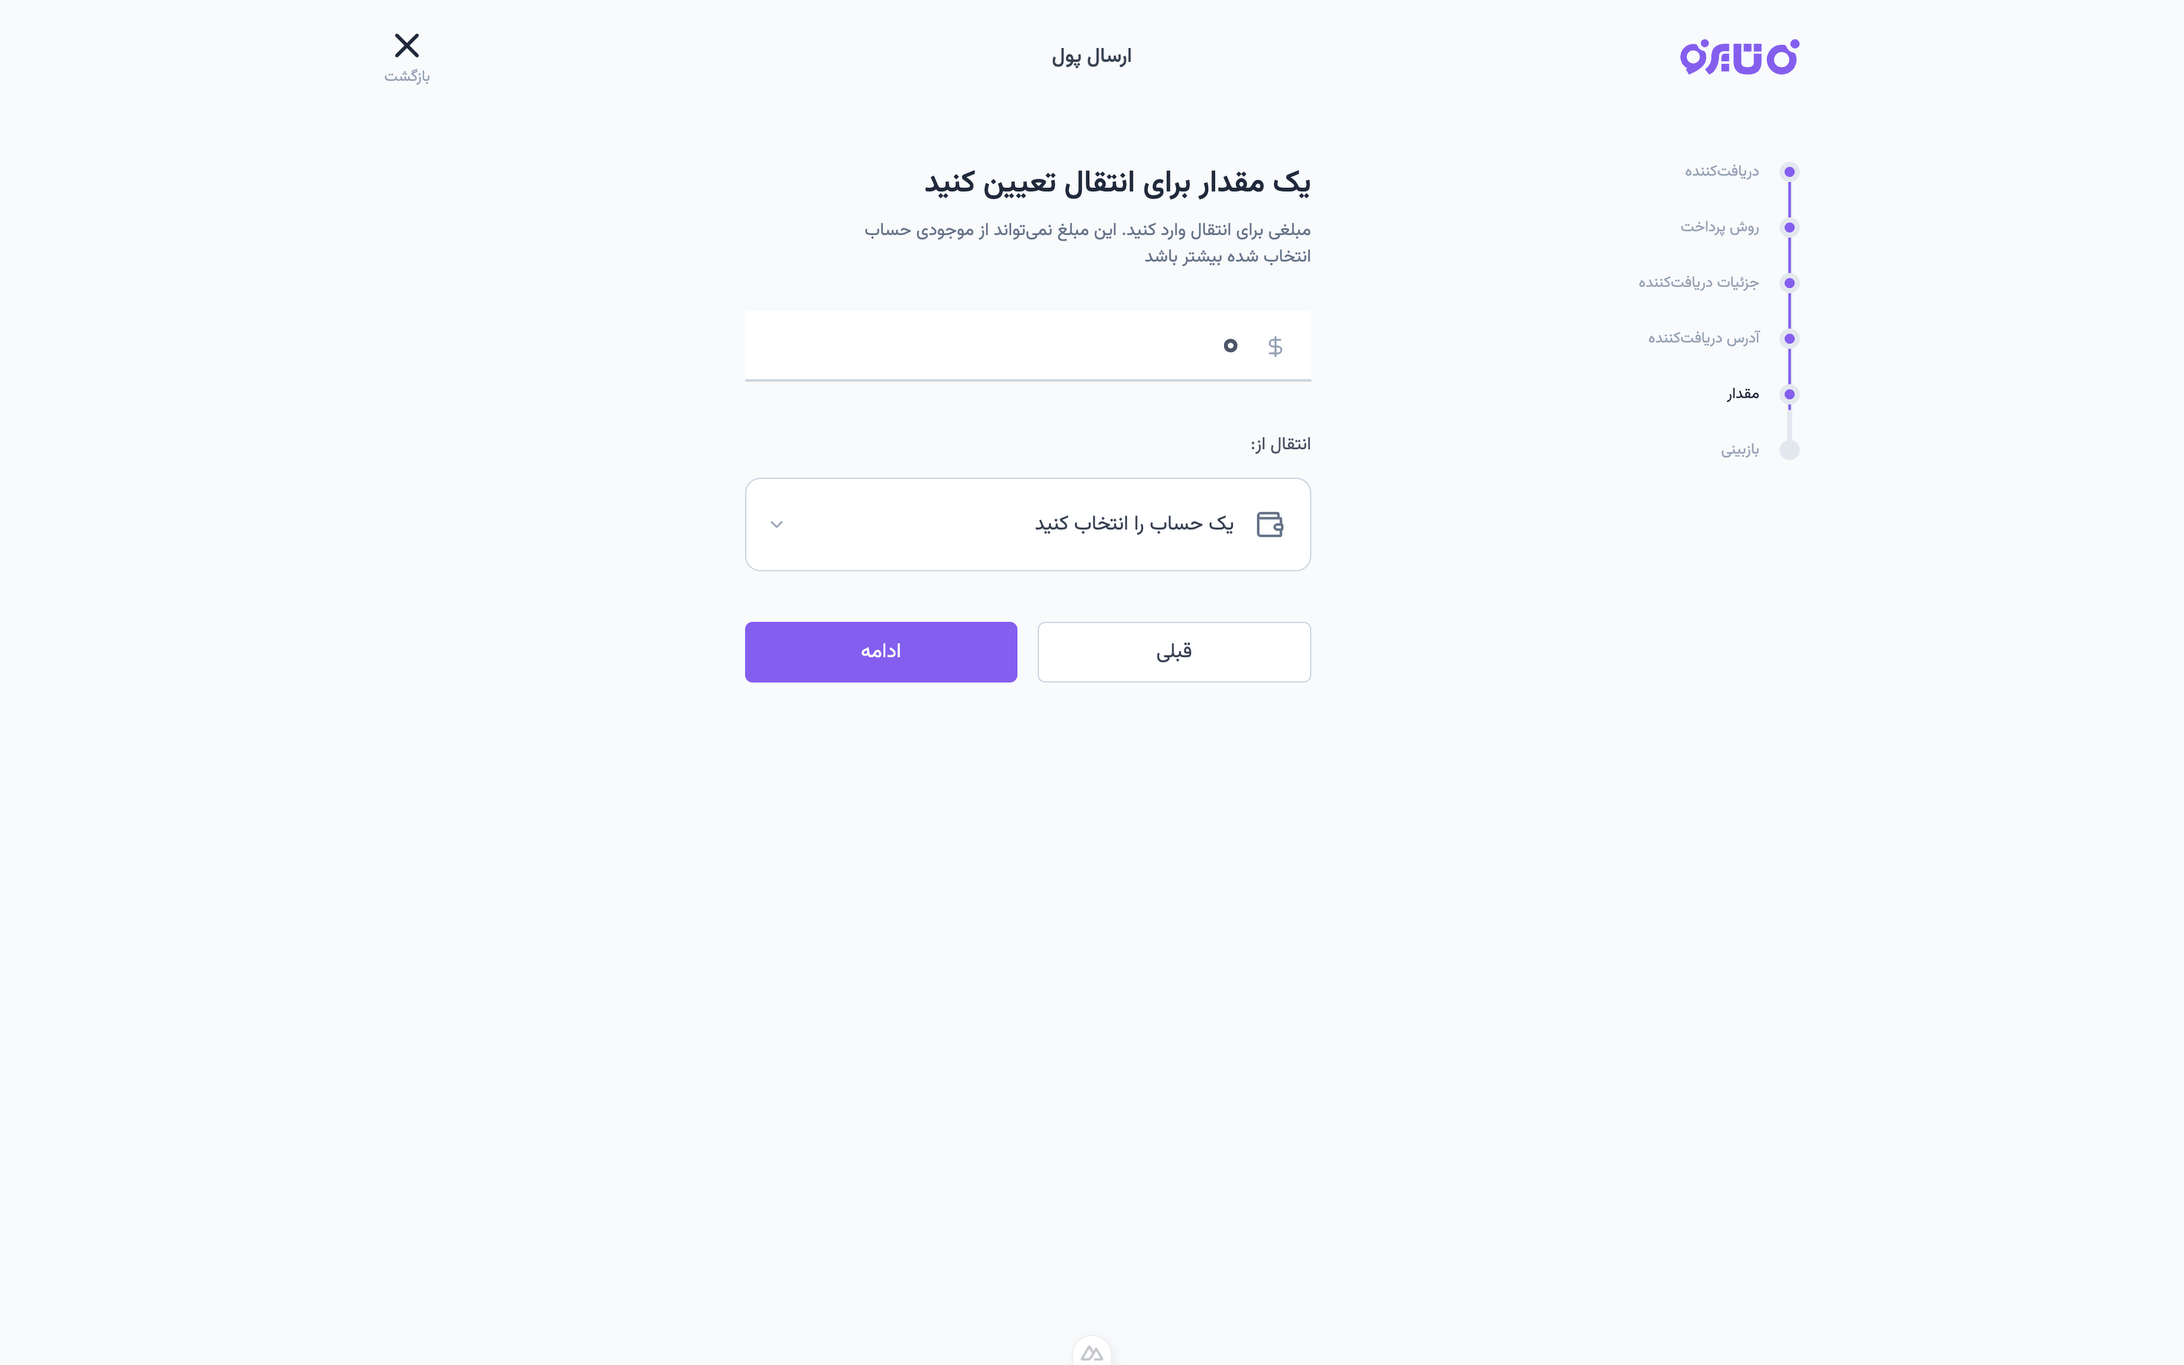 ارسال پول
بازگشت
دریافت‌کننده
روش پرداخت
جزئیات دریافت‌کننده
آدرس دریافت‌کننده
مقدار
بازبینی
یک مقدار برای انتقال تعیین کنید
مبلغی برای انتقال وارد کنید. این مبلغ نمی‌تواند از موجودی حساب
انتخاب شده بیشتر باشد
$ ۰
انتقال از:
یک حساب را انتخاب کنید
قبلی
ادامه